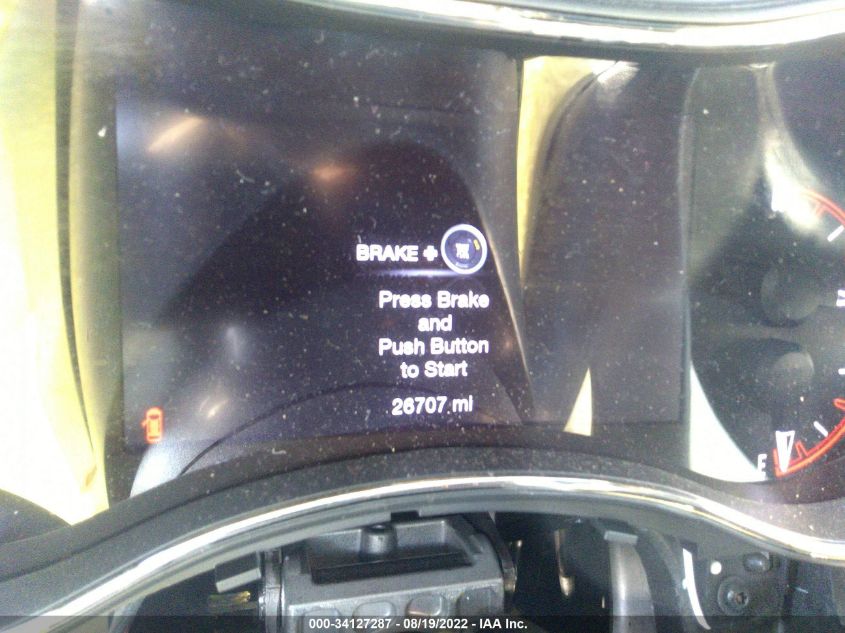 BRAKE +
Press Brake
and
Push Button
to Start
26707 mi
E
000-34127287 - 08/19/2022 - IAA Inc.